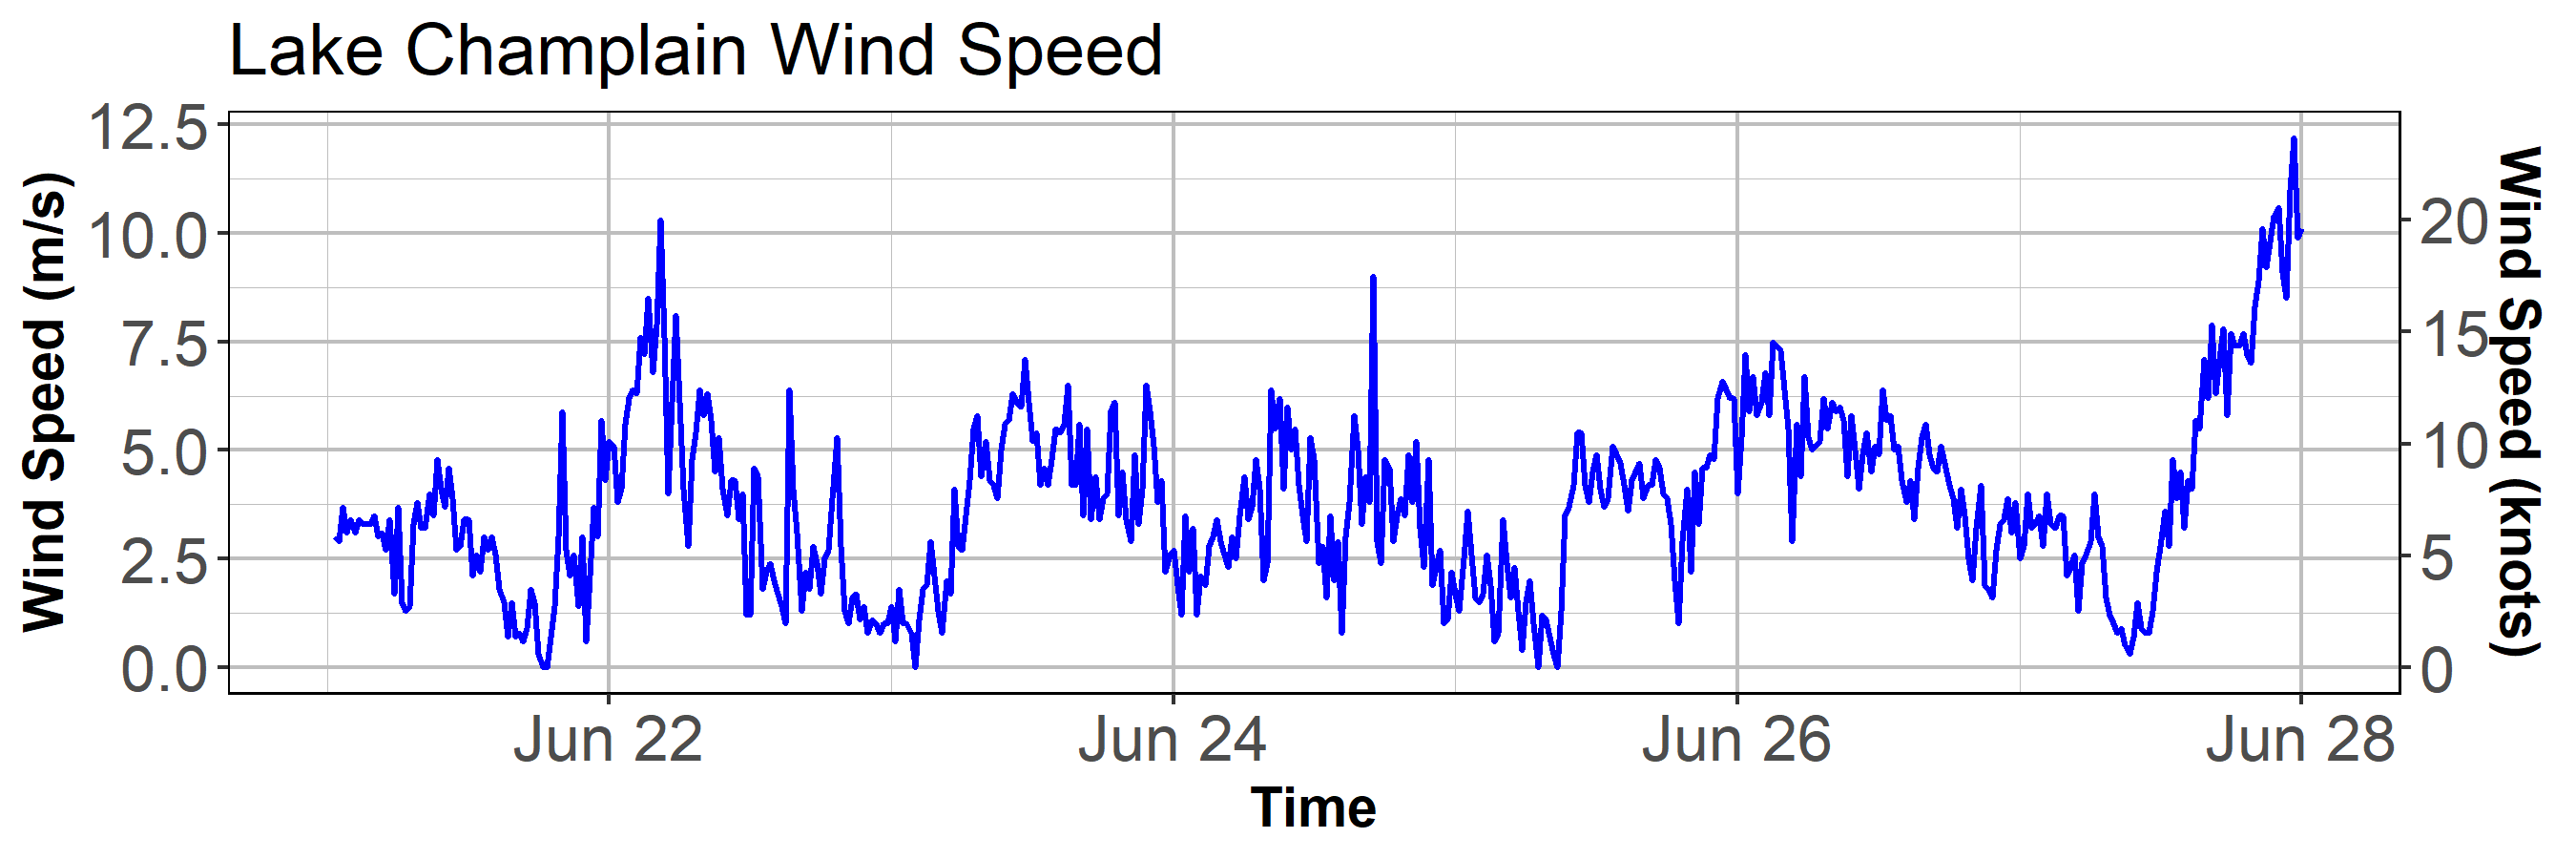 Lake Champlain Wind Speed
Wind Speed (m/s)
12.5
10.0
7.5
5.0
2.5
0.0
Wind Speed (knots)
20
15
10
5
0
Jun 22
Jun 24
Jun 26
Jun 28
Time